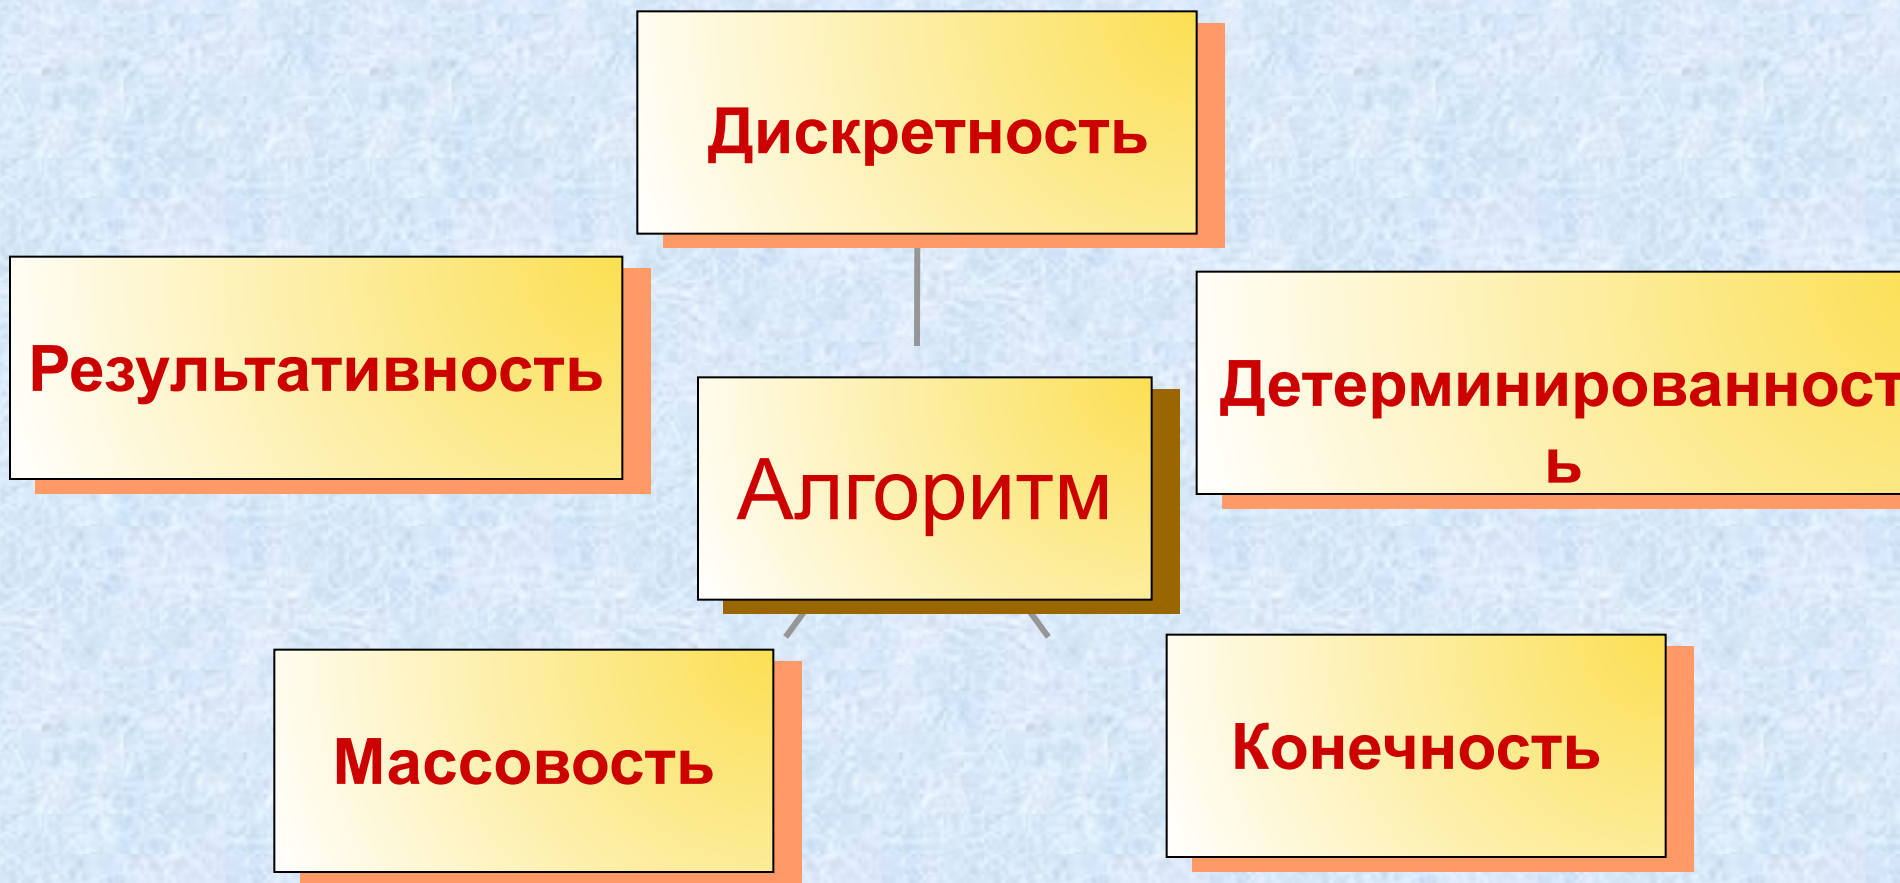 Дискретность
Результативность
Детерминированност
ь
Алгоритм
Массовость
Конечность